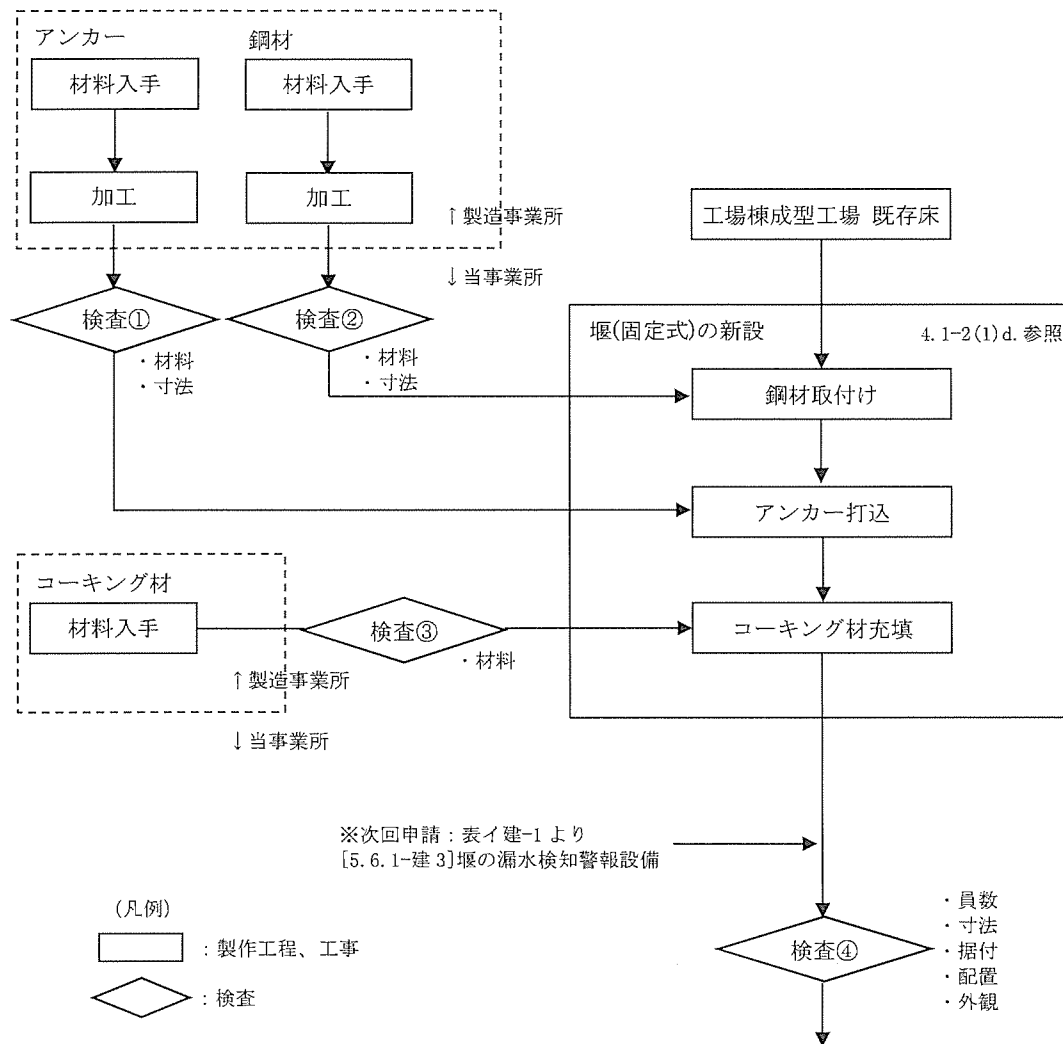 アンカー
鋼材
材料入手
材料入手
加工
加工
↑製造事業所
↓当事業所
検査①
・材料
・寸法
検査②
・材料
・寸法
工場棟成型工場 既存床
堰(固定式)の新設
4.1-2(1)d.参照
鋼材取付け
アンカー打込
コーキング材充填
コーキング材
材料入手
検査③
・材料
↑製造事業所
↓当事業所
※次回申請：表イ建-1 より
[5.6.1-建3]堰の漏水検知警報設備
検査④
・員数
・寸法
・据付
・配置
・外観
(凡例)
：製作工程、工事
：検査